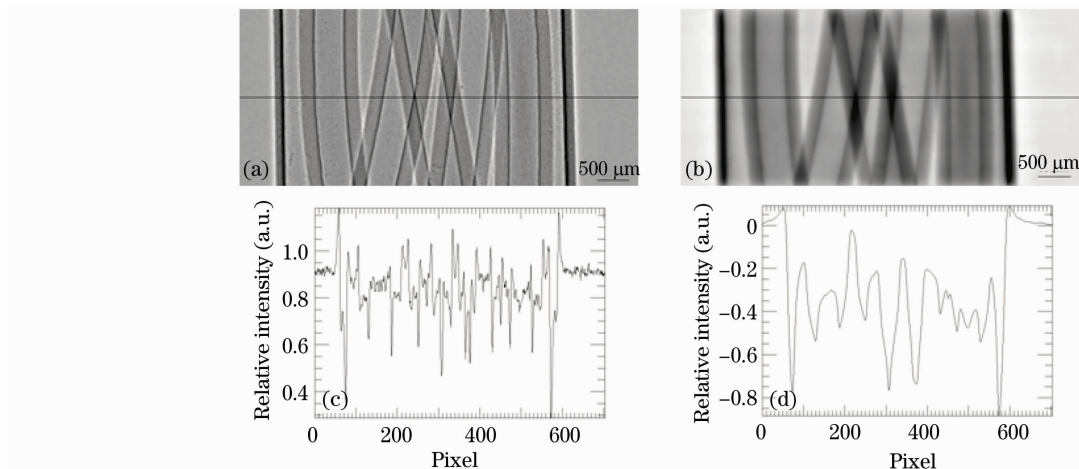 (a)
500 μm
(b)
500 μm
Relative intensity (a.u.)
1.0
0.8
0.6
0.4
(c)
0 200 400 600
Pixel
Relative intensity (a.u.)
0
−0.2
−0.4
−0.6
−0.8
(d)
0 200 400 600
Pixel